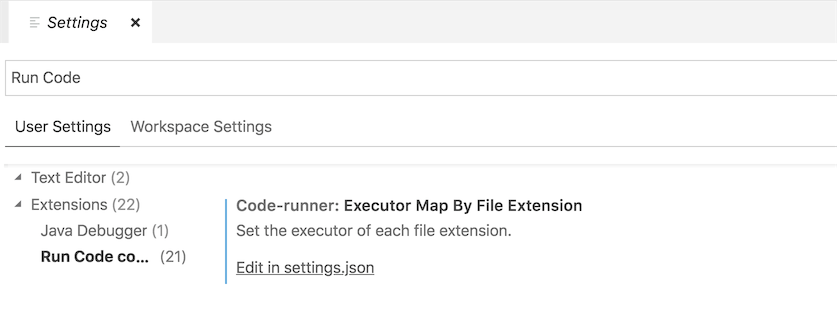 Settings
Run Code
User Settings Workspace Settings
Text Editor (2)
Extensions (22)
Java Debugger (1)
Run Code co... (21)
Code-runner: Executor Map By File Extension
Set the executor of each file extension.
Edit in settings.json